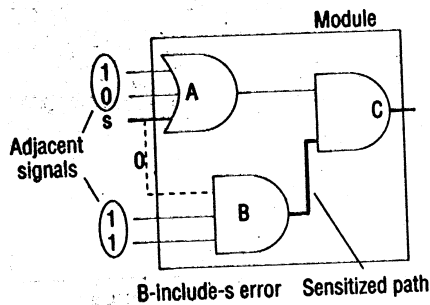 Module
1
0
s
A
C
Adjacent
signals
0
B
1
1
B-include-s error
Sensitized path